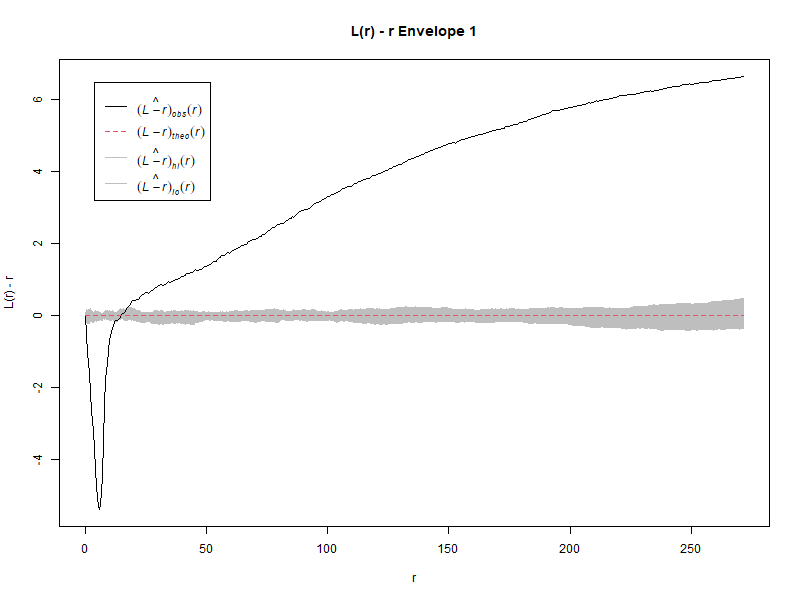 L(r) - r Envelope 1
(L^−r)obs(r)
(L−r)theo(r)
(L^−r)hi(r)
(L^−r)lo(r)
L(r) - r
6
4
2
0
-2
-4
0 50 100 150 200 250
r